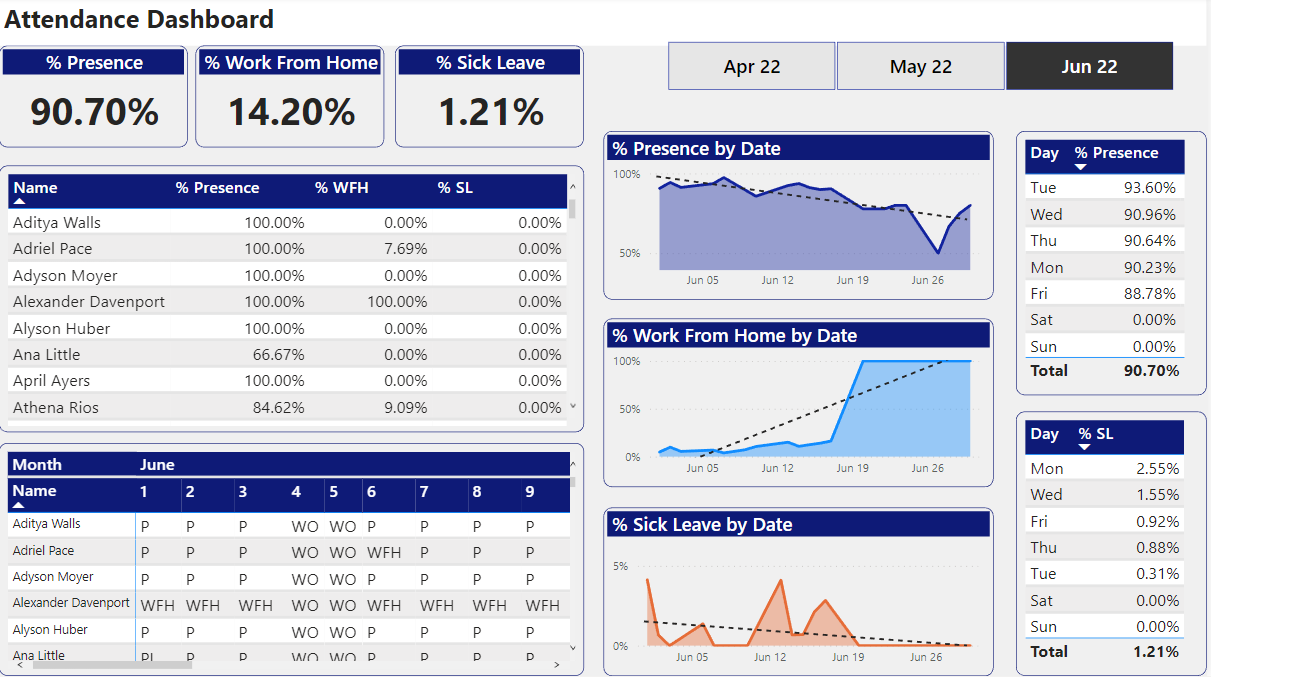 Attendance Dashboard
% Presence
90.70%
% Work From Home
14.20%
% Sick Leave
1.21%
Apr 22 May 22 Jun 22
Name % Presence % WFH % SL
Aditya Walls 100.00% 0.00% 0.00%
Adriel Pace 100.00% 7.69% 0.00%
Adyson Moyer 100.00% 0.00% 0.00%
Alexander Davenport 100.00% 100.00% 0.00%
Alyson Huber 100.00% 0.00% 0.00%
Ana Little 66.67% 0.00% 0.00%
April Ayers 100.00% 0.00% 0.00%
Athena Rios 84.62% 9.09% 0.00%
Month June
Name 1 2 3 4 5 6 7 8 9
Aditya Walls P P P WO WO P P P P
Adriel Pace P P P WO WO WFH P P P
Adyson Moyer P P P WO WO P P P P
Alexander Davenport WFH WFH WFH WO WO WFH WFH WFH WFH
Alyson Huber P P P WO WO P P P P
Ana Little PL P P WO WO P P P P
% Presence by Date
100%
50%
Jun 05 Jun 12 Jun 19 Jun 26
% Work From Home by Date
100%
50%
0%
Jun 05 Jun 12 Jun 19 Jun 26
% Sick Leave by Date
5%
0%
Jun 05 Jun 12 Jun 19 Jun 26
Day % Presence
Tue 93.60%
Wed 90.96%
Thu 90.64%
Mon 90.23%
Fri 88.78%
Sat 0.00%
Sun 0.00%
Total 90.70%
Day % SL
Mon 2.55%
Wed 1.55%
Fri 0.92%
Thu 0.88%
Tue 0.31%
Sat 0.00%
Sun 0.00%
Total 1.21%